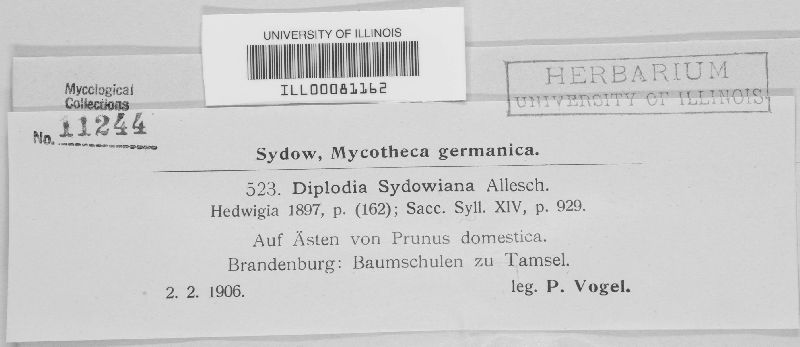 UNIVERSITY OF ILLINOIS
ILL00081162
HERBARIUM
UNIVERSITY OF ILLINOIS
Mycological
Collections
No. 11244
Sydow, Mycotheca germanica.
523. Diplodia Sydowiana Allesch.
Hedwigia 1897, p. (162); Sacc. Syll. XIV, p. 929.
Auf Ästen von Prunus domestica.
Brandenburg: Baumschulen zu Tamsel.
2. 2. 1906. leg. P. Vogel.